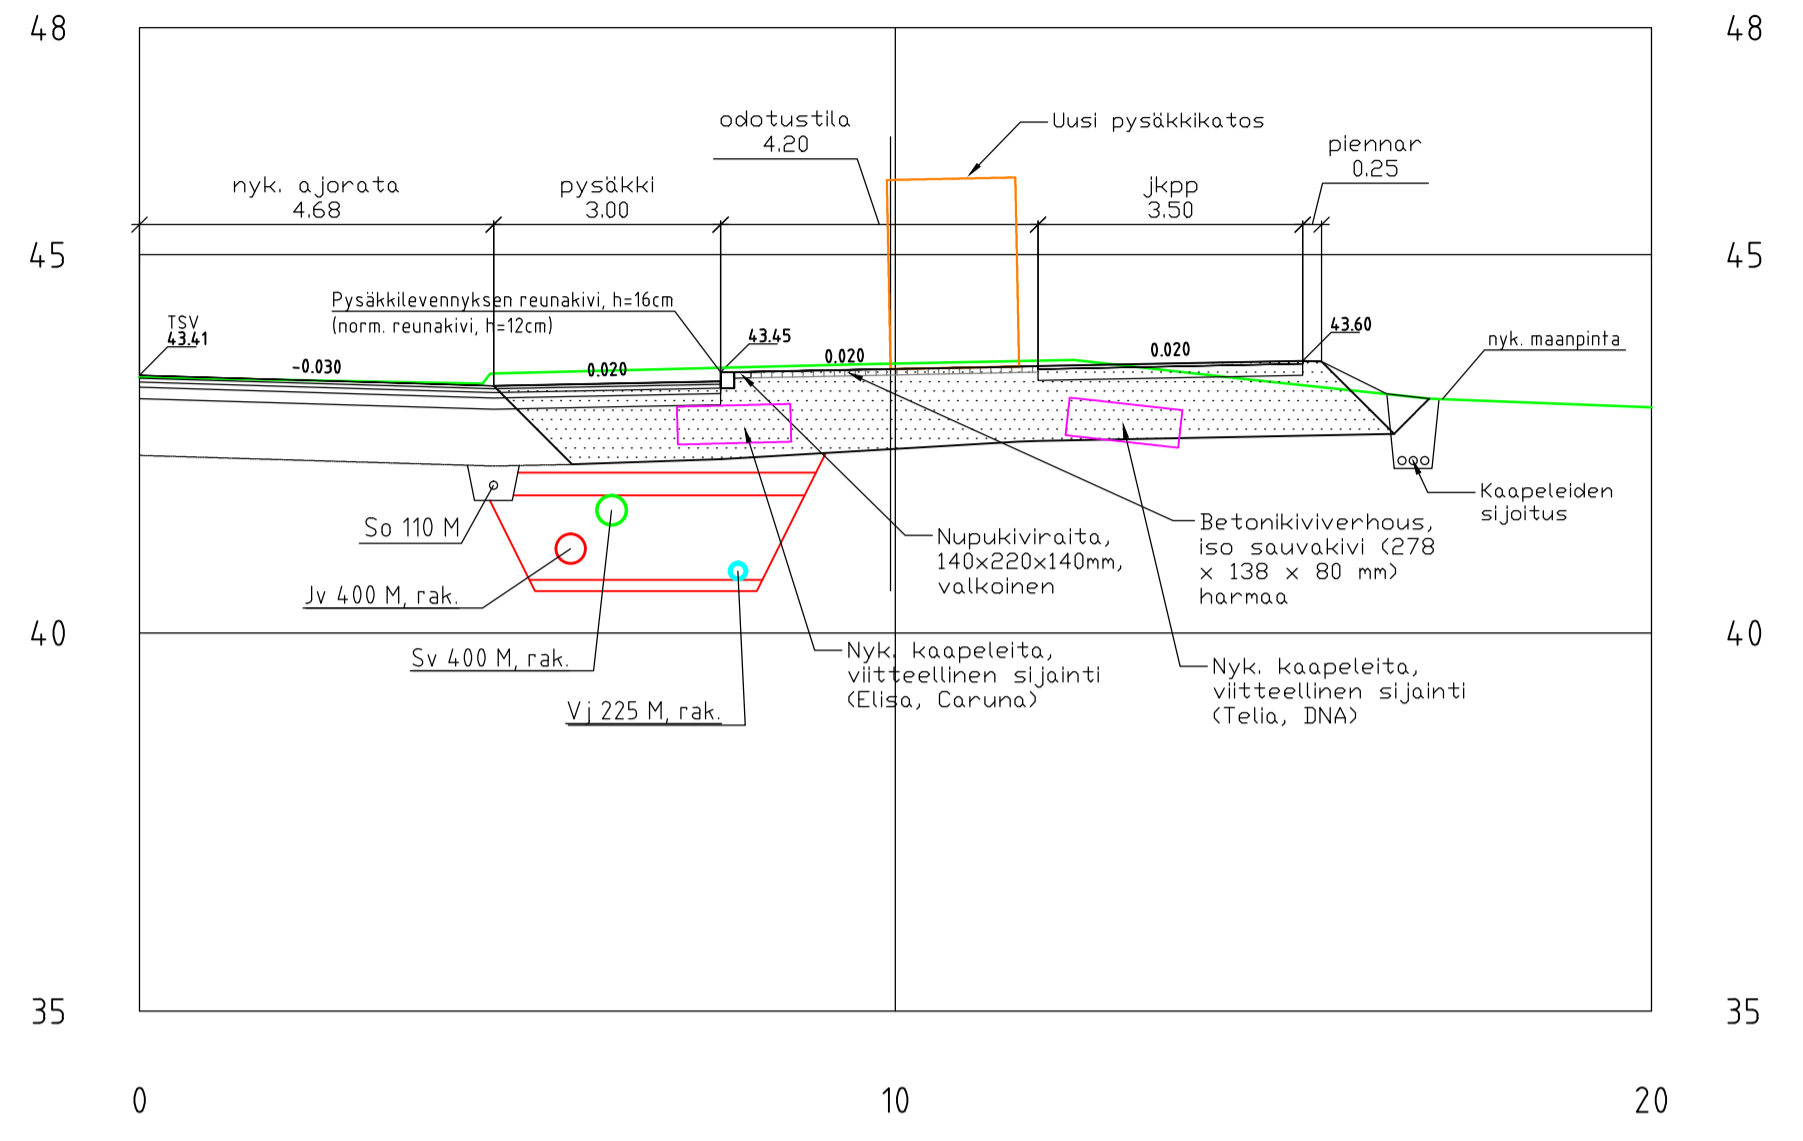 48
48
odotustila
4.20
Uusi pysäkkikatos
piennar
0.25
nyk. ajorata
4.68
pysäkki
3.00
jkpp
3.50
45
45
Pysäkkilevennyksen reunakivi, h=16cm
(norm. reunakivi, h=12cm)
TSV
43.41
43.45
43.60
nyk. maanpinta
-0.030
0.020
0.020
0.020
So 110 M
Jv 400 M, rak.
Sv 400 M, rak.
Vj 225 M, rak.
Nupukiviraita,
140x220x140mm,
valkoinen
Betonikiviverhous,
iso sauvakivi (278
x 138 x 80 mm)
harmaa
Kaapeleiden
sijoitus
40
40
Nyk. kaapeleita,
viitteellinen sijainti
(Elisa, Caruna)
Nyk. kaapeleita,
viitteellinen sijainti
(Telia, DNA)
35
35
0
10
20